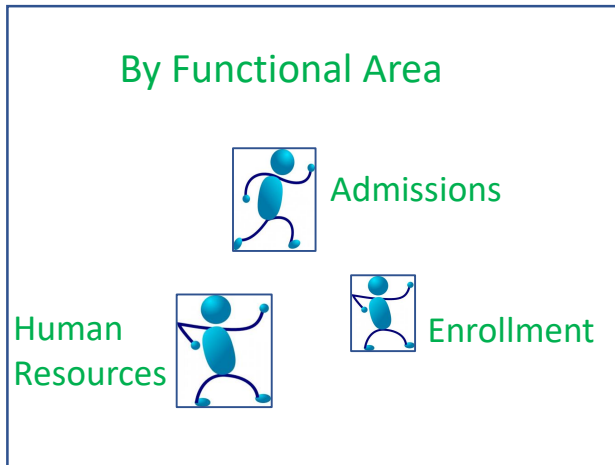 By Functional Area
Admissions
Human
Resources
Enrollment